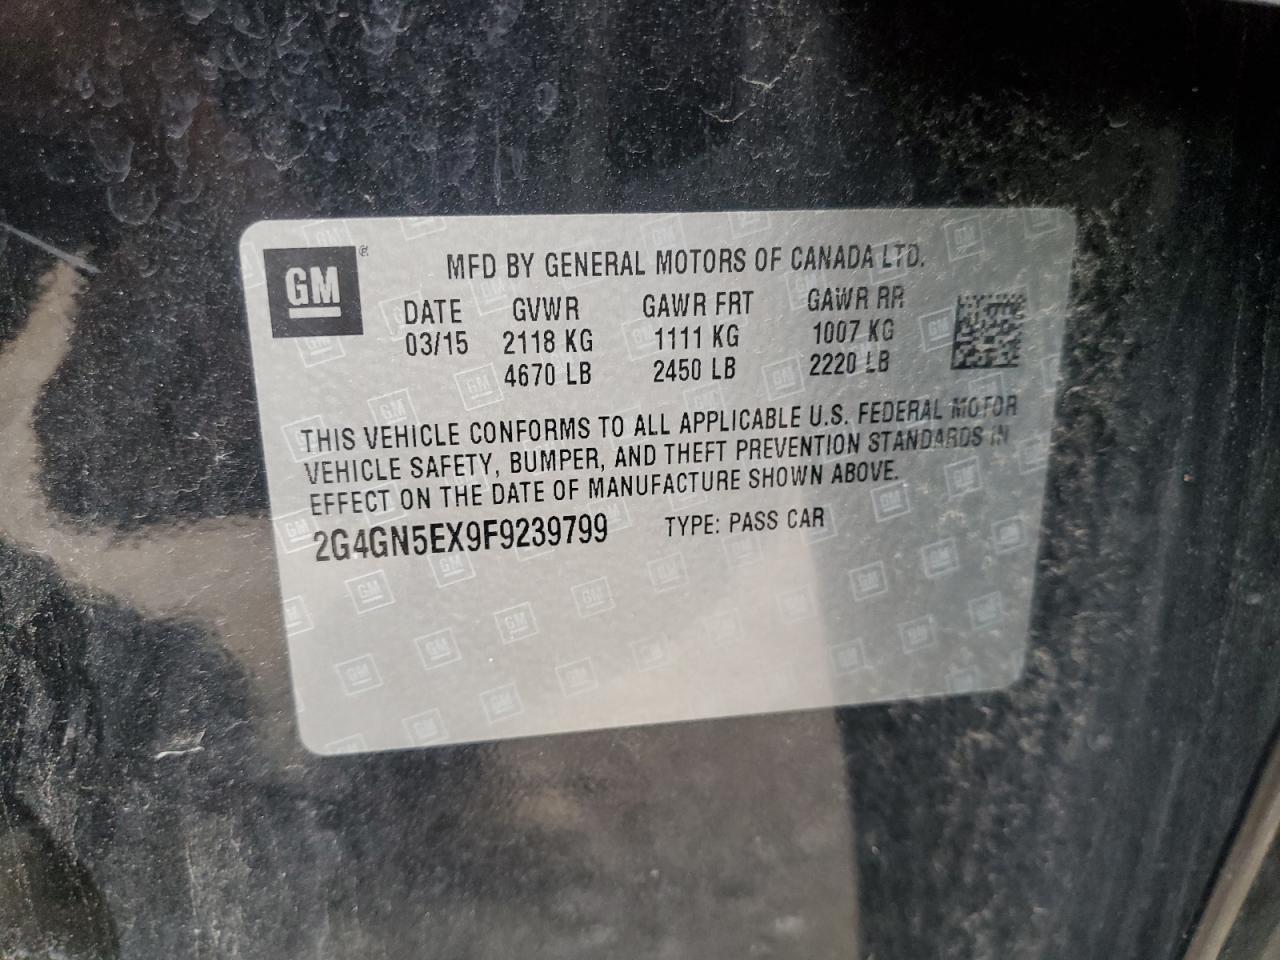 GM ®
MFD BY GENERAL MOTORS OF CANADA LTD.
DATE GVWR GAWR FRT GAWR RR
03/15 2118 KG 1111 KG 1007 KG
4670 LB 2450 LB 2220 LB
THIS VEHICLE CONFORMS TO ALL APPLICABLE U.S. FEDERAL MOTOR
VEHICLE SAFETY, BUMPER, AND THEFT PREVENTION STANDARDS IN
EFFECT ON THE DATE OF MANUFACTURE SHOWN ABOVE.
2G4GN5EX9F9239799 TYPE: PASS CAR